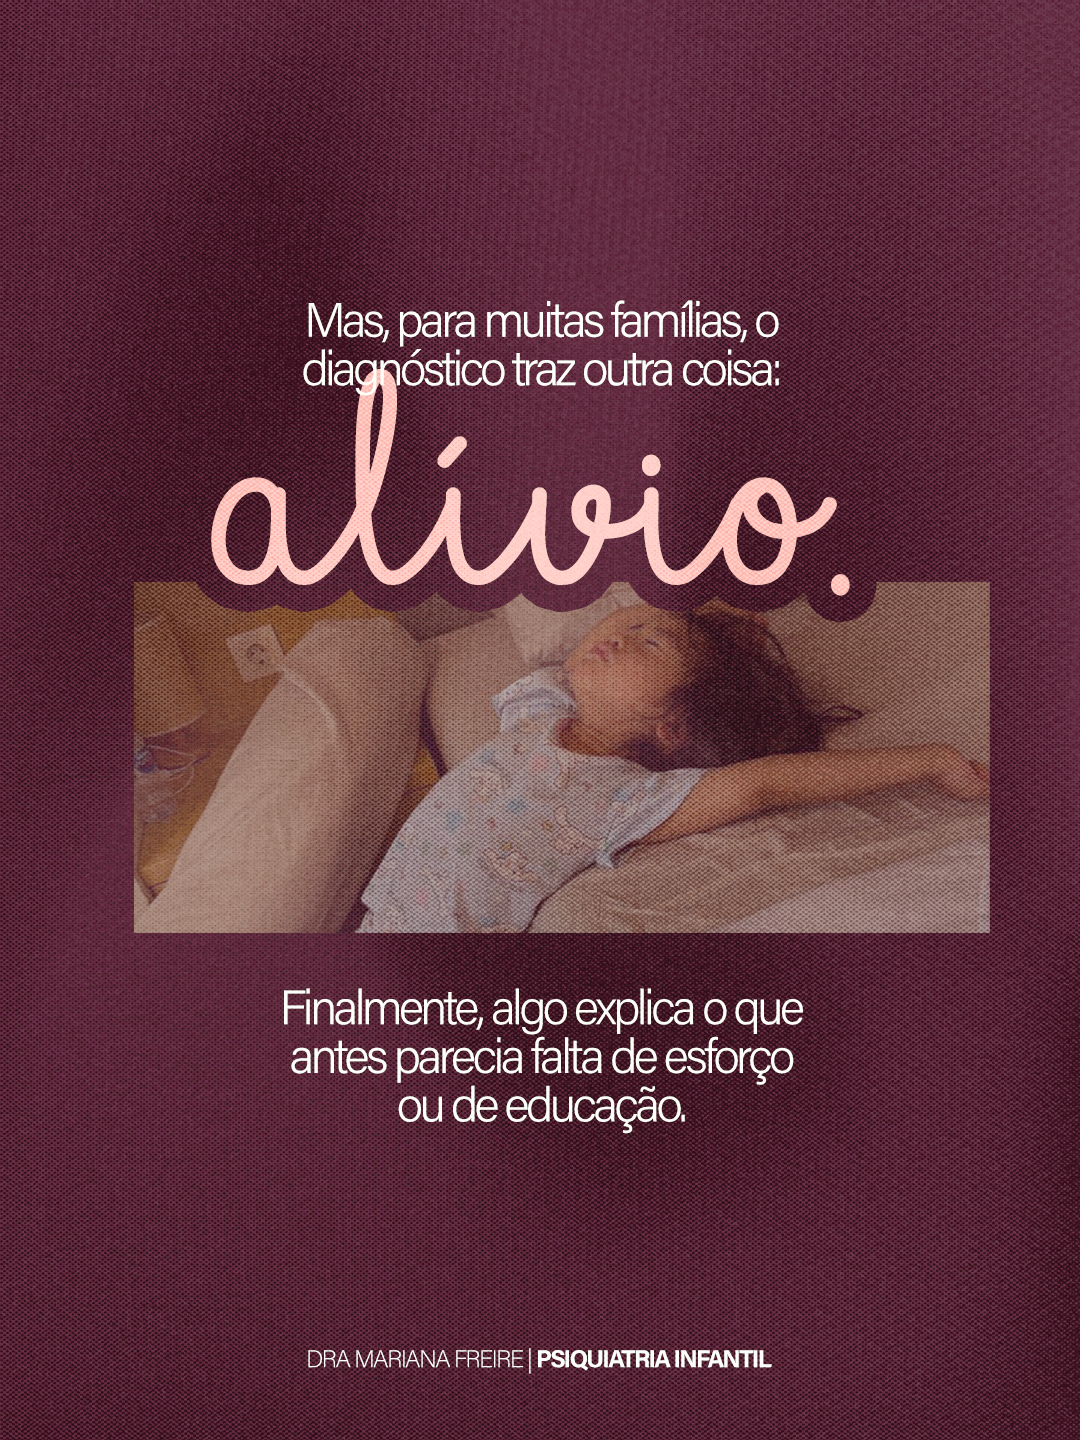 Mas, para muitas famílias, o
diagnóstico traz outra coisa:
alívio.
Finalmente, algo explica o que
antes parecia falta de esforço
ou de educação.
DRA MARIANA FREIRE | PSIQUIATRIA INFANTIL